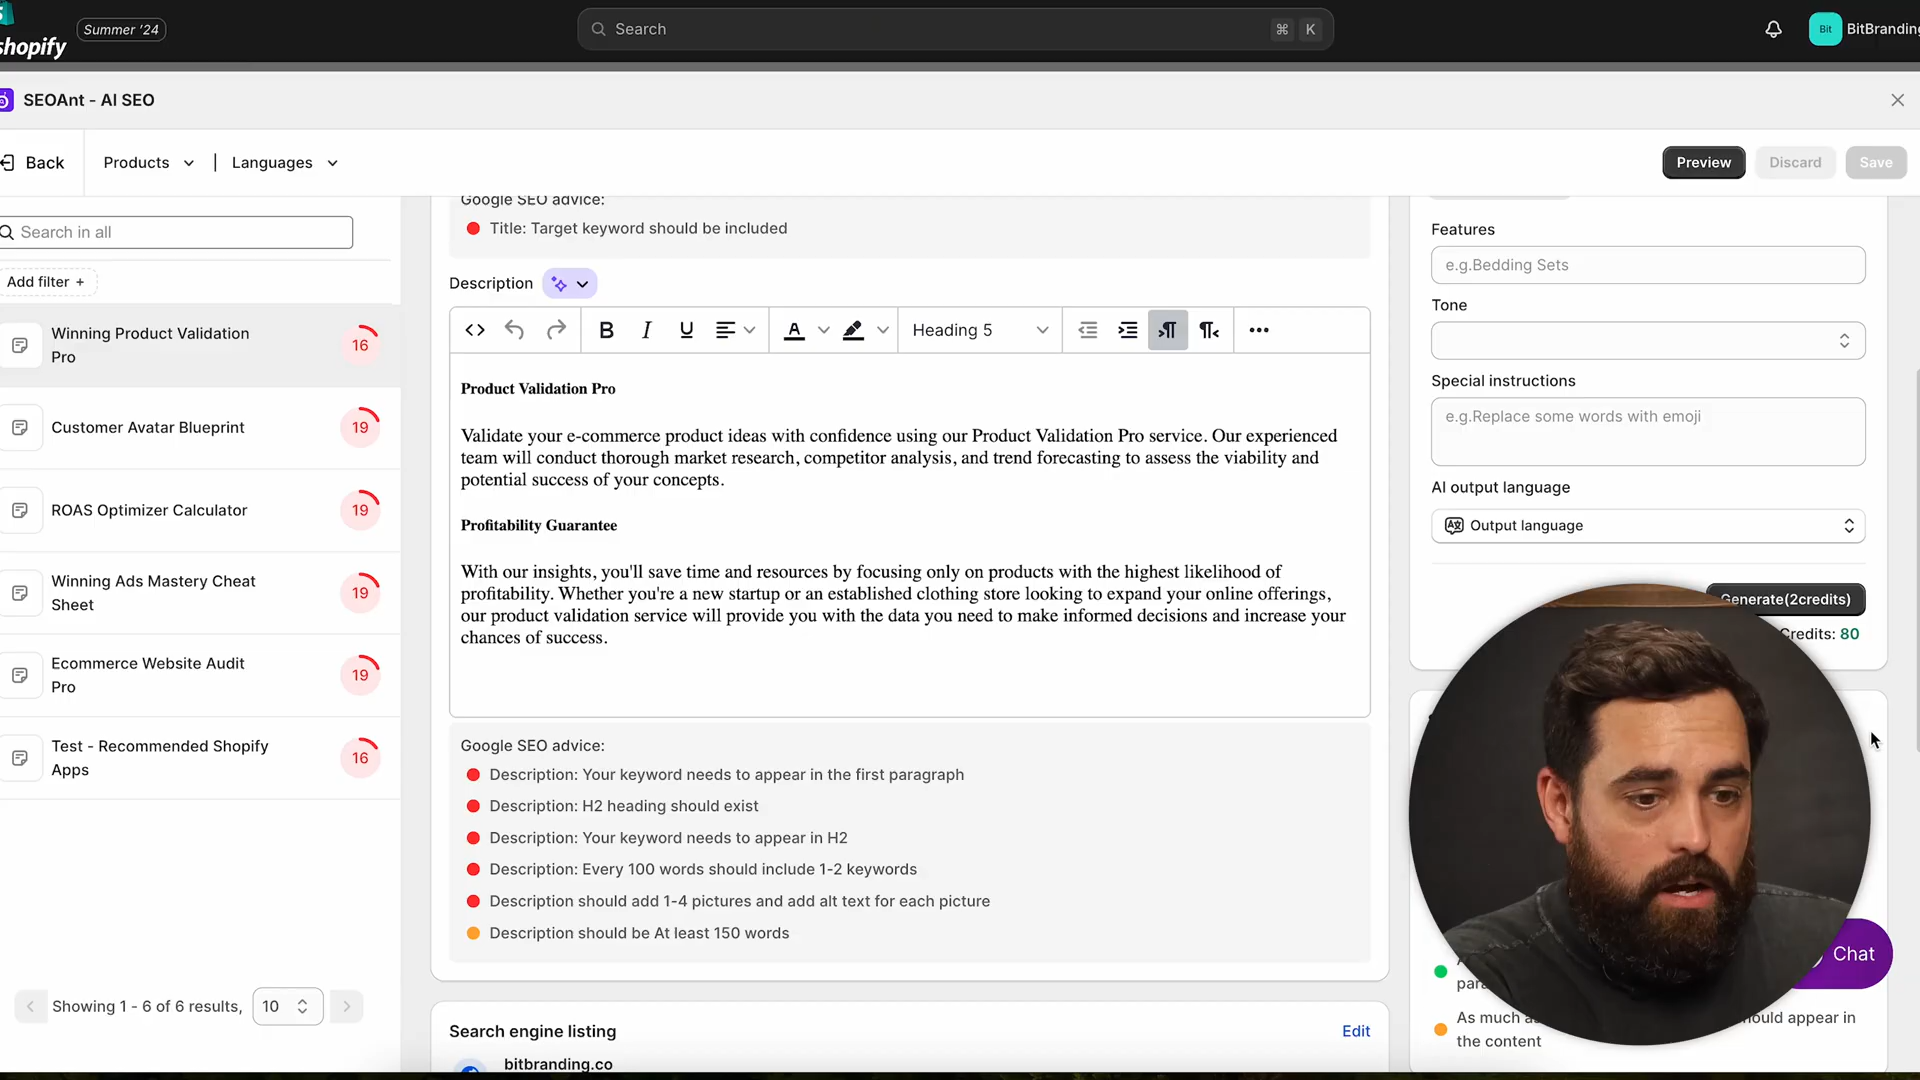 shopify
Summer '24
Search
⌘ K
Bit
BitBranding
SEOAnt - AI SEO
Back
Products
Languages
Preview
Discard
Save
Search in all
Add filter +
Winning Product Validation
Pro
16
Customer Avatar Blueprint
19
ROAS Optimizer Calculator
19
Winning Ads Mastery Cheat
Sheet
19
Ecommerce Website Audit
Pro
19
Test - Recommended Shopify
Apps
16
Showing 1 - 6 of 6 results,
10
Google SEO advice:
Title: Target keyword should be included
Description
Heading 5
Product Validation Pro
Validate your e-commerce product ideas with confidence using our Product Validation Pro service. Our experienced
team will conduct thorough market research, competitor analysis, and trend forecasting to assess the viability and
potential success of your concepts.
Profitability Guarantee
With our insights, you'll save time and resources by focusing only on products with the highest likelihood of
profitability. Whether you're a new startup or an established clothing store looking to expand your online offerings,
our product validation service will provide you with the data you need to make informed decisions and increase your
chances of success.
Google SEO advice:
Description: Your keyword needs to appear in the first paragraph
Description: H2 heading should exist
Description: Your keyword needs to appear in H2
Description: Every 100 words should include 1-2 keywords
Description should add 1-4 pictures and add alt text for each picture
Description should be At least 150 words
Search engine listing
Edit
bitbranding.co
Features
e.g.Bedding Sets
Tone
Special instructions
e.g.Replace some words with emoji
AI output language
Output language
Generate(2credits)
Credits: 80
Chat
As much should appear in
the content